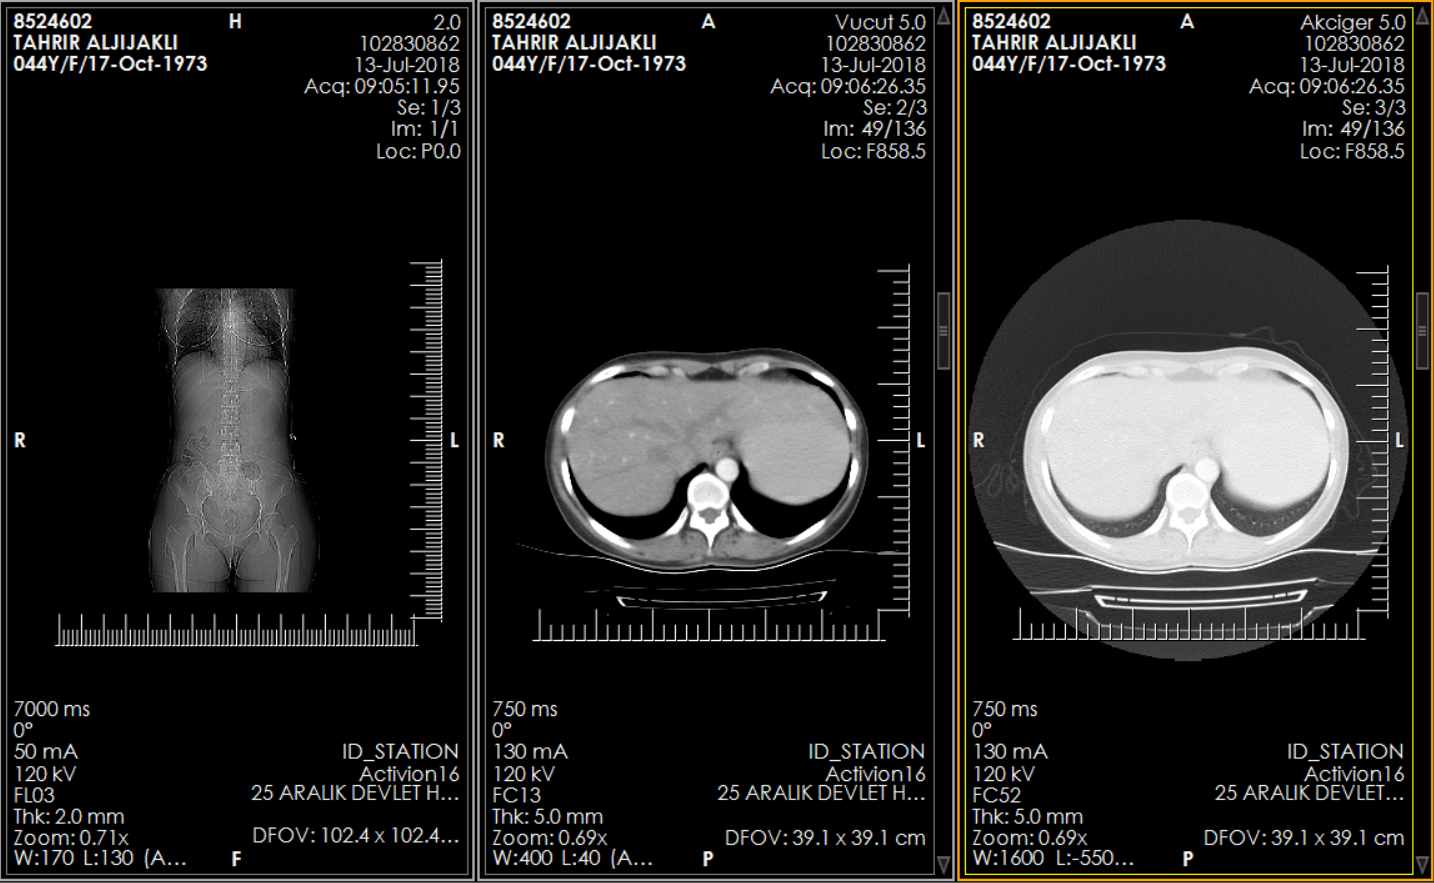 8524602
TAHRIR ALJIJAKLI
044Y/F/17-Oct-1973
H
2.0
102830862
13-Jul-2018
Acq: 09:05:11.95
Se: 1/3
Im: 1/1
Loc: P0.0
R
L
7000 ms
0°
50 mA
120 kV
FL03
Thk: 2.0 mm
Zoom: 0.71x
W:170 L:130 (A...
F
ID_STATION
Activion16
25 ARALIK DEVLET H...
DFOV: 102.4 x 102.4...
8524602
TAHRIR ALJIJAKLI
044Y/F/17-Oct-1973
A
Vucut 5.0
102830862
13-Jul-2018
Acq: 09:06:26.35
Se: 2/3
Im: 49/136
Loc: F858.5
R
L
750 ms
0°
130 mA
120 kV
FC13
Thk: 5.0 mm
Zoom: 0.69x
W:400 L:40 (A...
P
ID_STATION
Activion16
25 ARALIK DEVLET H...
DFOV: 39.1 x 39.1 cm
8524602
TAHRIR ALJIJAKLI
044Y/F/17-Oct-1973
A
Akciger 5.0
102830862
13-Jul-2018
Acq: 09:06:26.35
Se: 3/3
Im: 49/136
Loc: F858.5
R
L
750 ms
0°
130 mA
120 kV
FC52
Thk: 5.0 mm
Zoom: 0.69x
W:1600 L:-550...
P
ID_STATION
Activion16
25 ARALIK DEVLET...
DFOV: 39.1 x 39.1 cm